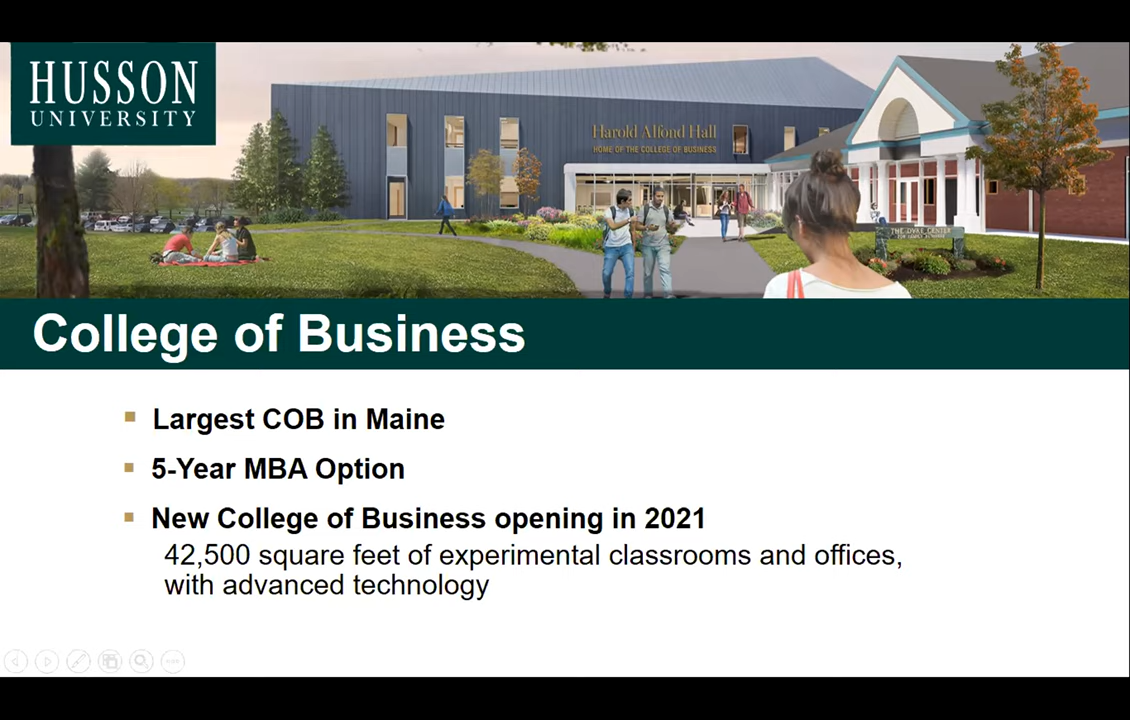 HUSSON
UNIVERSITY
Harold Alfond Hall
HOME OF THE COLLEGE OF BUSINESS
THE DYKE CENTER
College of Business
Largest COB in Maine
5-Year MBA Option
New College of Business opening in 2021
42,500 square feet of experimental classrooms and offices,
with advanced technology